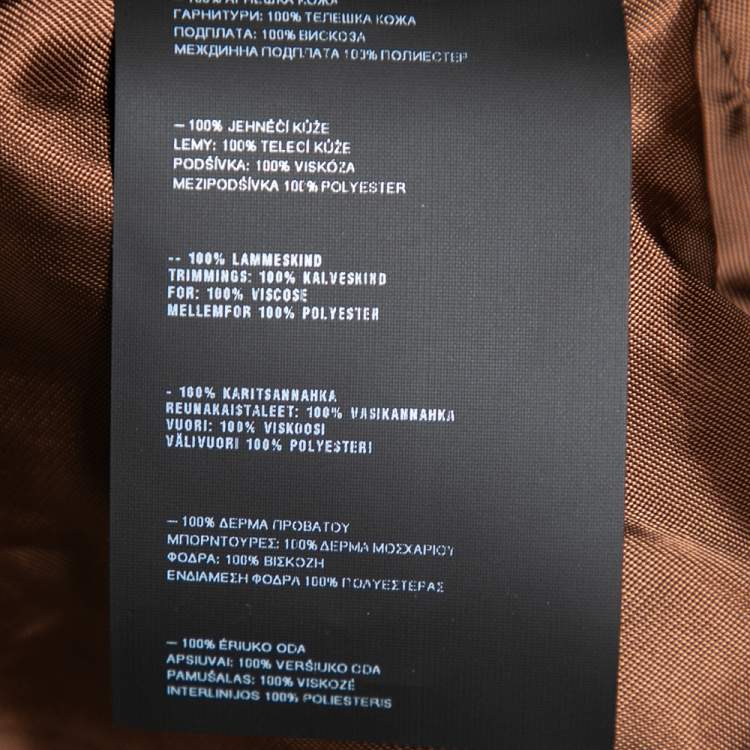 — 100% АГНЕШКА КОЖА
ГАРНИТУРИ: 100% ТЕЛЕШКА КОЖА
ПОДПЛАТА: 100% ВИСКОЗА
МЕЖДИННА ПОДПЛАТА 100% ПОЛИЕСТЕР
— 100% JEHNĚČÍ KŮŽE
LEMY: 100% TELECÍ KŮŽE
PODŠÍVKA: 100% VISKÓZA
MEZIPODŠÍVKA 100% POLYESTER
-- 100% LAMMESKIND
TRIMMINGS: 100% KALVESKIND
FOR: 100% VISCOSE
MELLEMFOR 100% POLYESTER
- 100% KARITSANNAHKA
REUNAKAISTALEET: 100% VASIKANNAHKA
VUORI: 100% VISKOOSI
VÄLIVUORI 100% POLYESTERI
— 100% ΔΕΡΜΑ ΠΡΟΒΑΤΟΥ
ΜΠΟΡΝΤΟΥΡΕΣ: 100% ΔΕΡΜΑ ΜΟΣΧΑΡΙΟΥ
ΦΟΔΡΑ: 100% ΒΙΣΚΟΖΗ
ΕΝΔΙΑΜΕΣΗ ΦΟΔΡΑ 100% ΠΟΛΥΕΣΤΕΡΑΣ
— 100% ĖRIUKO ODA
APSIUVAI: 100% VERŠIUKO ODA
PAMUŠALAS: 100% VISKOZĖ
INTERLINIJOS 100% POLIESTERIS